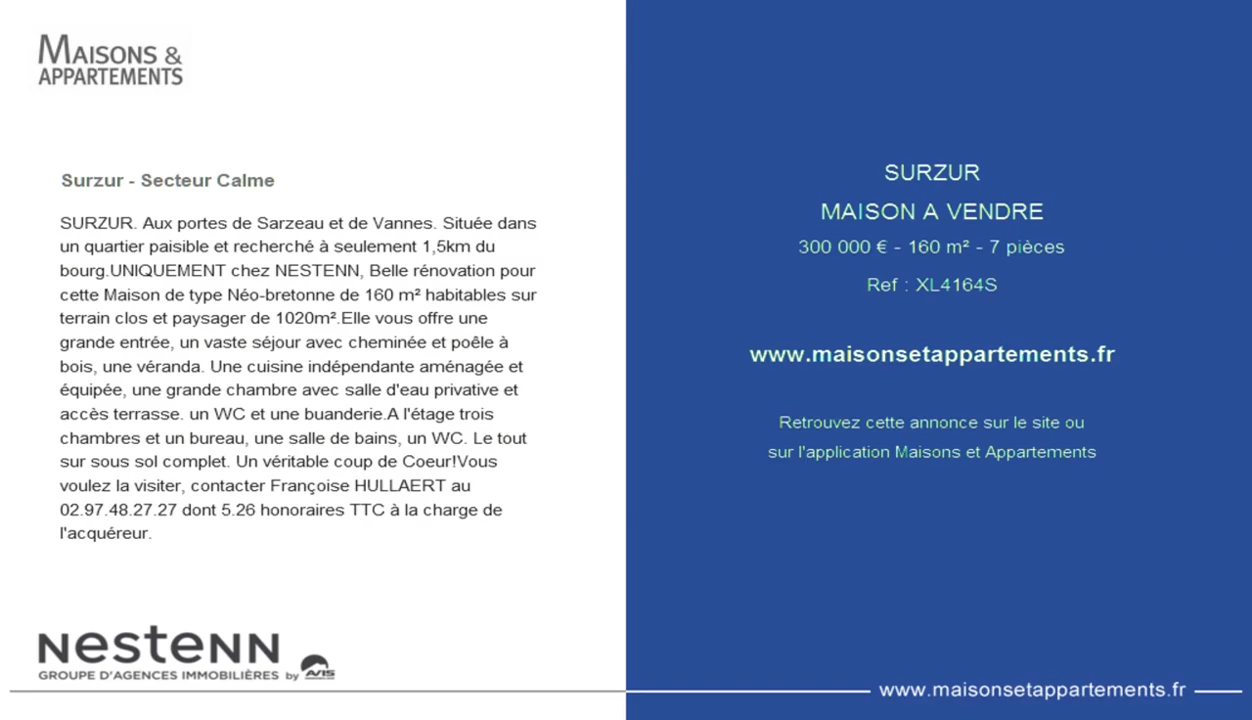 MAISONS &
APPARTEMENTS
Surzur - Secteur Calme
SURZUR. Aux portes de Sarzeau et de Vannes. Située dans
un quartier paisible et recherché à seulement 1,5km du
bourg.UNIQUEMENT chez NESTENN, Belle rénovation pour
cette Maison de type Néo-bretonne de 160 m² habitables sur
terrain clos et paysager de 1020m².Elle vous offre une
grande entrée, un vaste séjour avec cheminée et poêle à
bois, une véranda. Une cuisine indépendante aménagée et
équipée, une grande chambre avec salle d'eau privative et
accès terrasse. un WC et une buanderie.A l'étage trois
chambres et un bureau, une salle de bains, un WC. Le tout
sur sous sol complet. Un véritable coup de Coeur!Vous
voulez la visiter, contacter Françoise HULLAERT au
02.97.48.27.27 dont 5.26 honoraires TTC à la charge de
l'acquéreur.
NESTENN
GROUPE D'AGENCES IMMOBILIÈRES by AVIS
SURZUR
MAISON A VENDRE
300 000 € - 160 m² - 7 pièces
Ref : XL4164S
www.maisonsetappartements.fr
Retrouvez cette annonce sur le site ou
sur l'application Maisons et Appartements
www.maisonsetappartements.fr